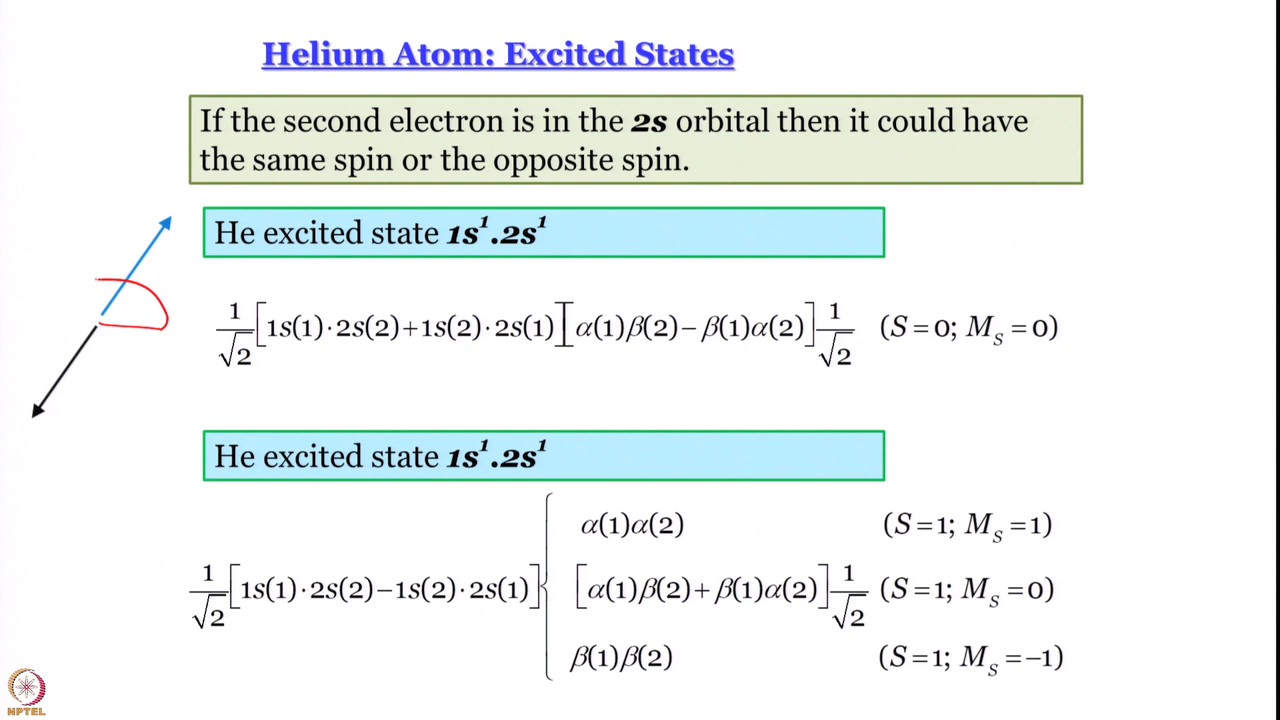 Helium Atom: Excited States
If the second electron is in the 2s orbital then it could have
the same spin or the opposite spin.
He excited state 1s¹.2s¹
1/√2 [1s(1)·2s(2)+1s(2)·2s(1)][α(1)β(2)−β(1)α(2)] 1/√2 (S=0; M_S=0)
He excited state 1s¹.2s¹
α(1)α(2) (S=1; M_S=1)
1/√2 [1s(1)·2s(2)−1s(2)·2s(1)] { [α(1)β(2)+β(1)α(2)] 1/√2 (S=1; M_S=0)
β(1)β(2) (S=1; M_S=−1)
NPTEL